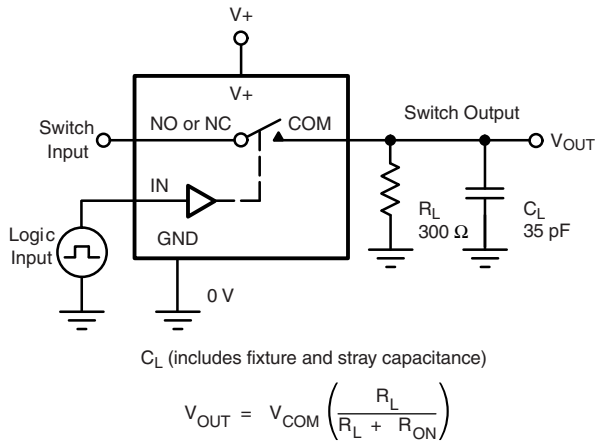 V+
V+
Switch Output
Switch
Input
NO or NC
COM
V_OUT
IN
Logic
Input
GND
R_L
300 Ω
C_L
35 pF
0 V
C_L (includes fixture and stray capacitance)
V_OUT = V_COM (R_L / (R_L + R_ON))